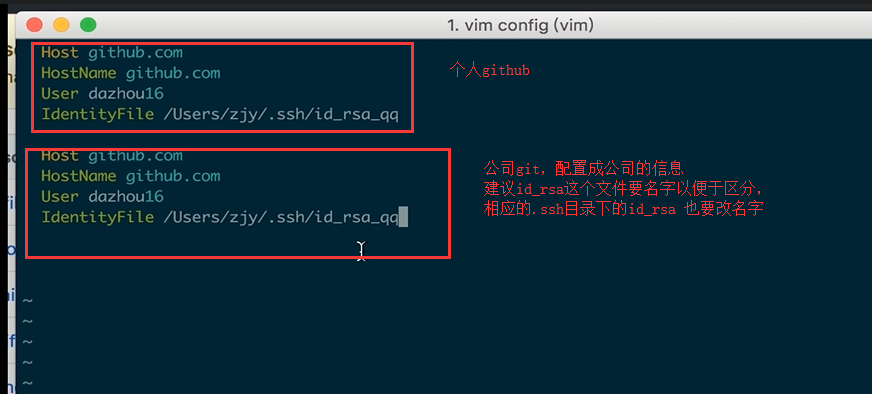 1. vim config (vim)
Host github.com
HostName github.com
User dazhou16
IdentityFile /Users/zjy/.ssh/id_rsa_qq
个人github
Host github.com
HostName github.com
User dazhou16
IdentityFile /Users/zjy/.ssh/id_rsa_qq
公司git，配置成公司的信息
建议id_rsa这个文件要名字以便于区分，
相应的.ssh目录下的id_rsa 也要改名字
~
~
~
~
~